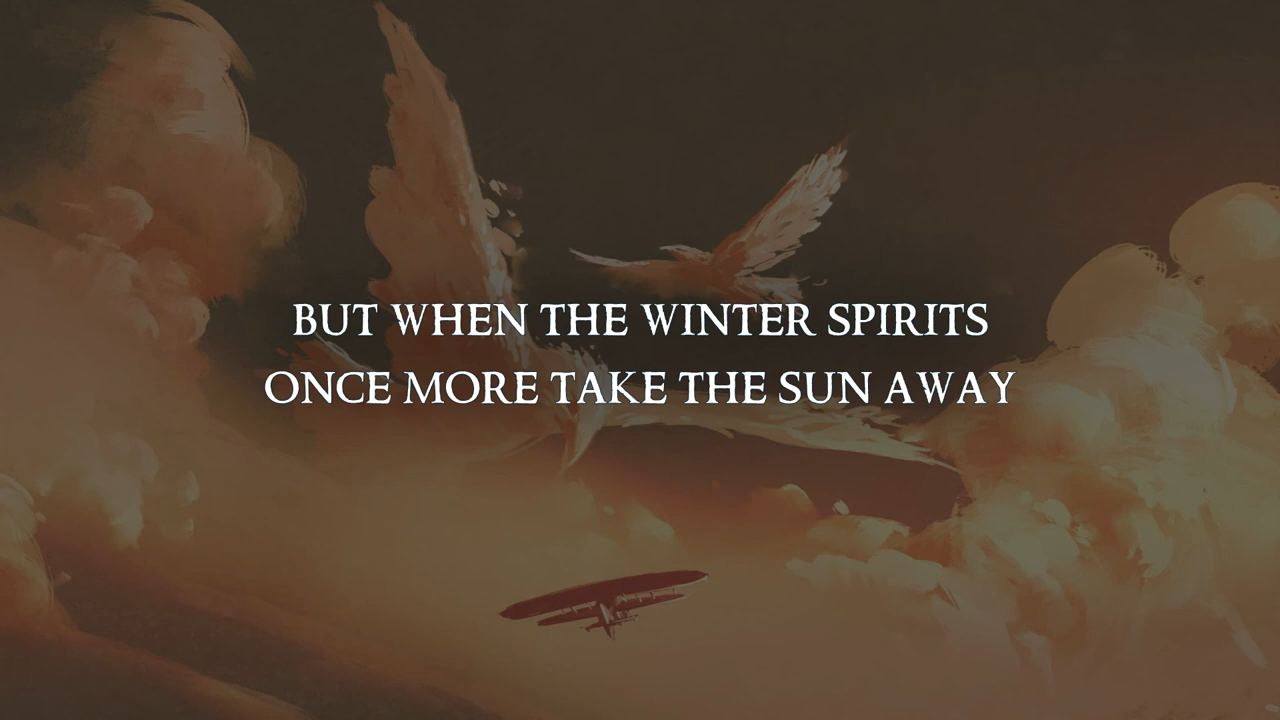 BUT WHEN THE WINTER SPIRITS
ONCE MORE TAKE THE SUN AWAY